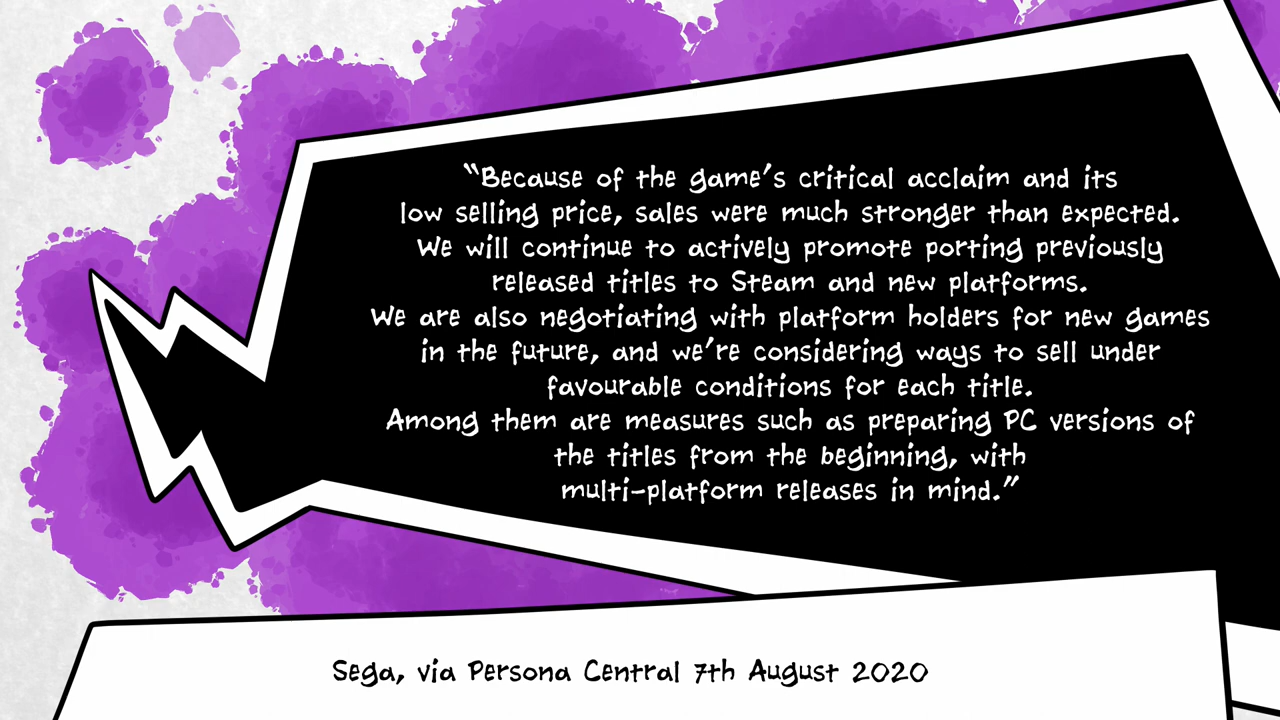 “Because of the game’s critical acclaim and its
low selling price, sales were much stronger than expected.
We will continue to actively promote porting previously
released titles to Steam and new platforms.
We are also negotiating with platform holders for new games
in the future, and we’re considering ways to sell under
favourable conditions for each title.
Among them are measures such as preparing PC versions of
the titles from the beginning, with
multi-platform releases in mind.”
Sega, via Persona Central 7th August 2020